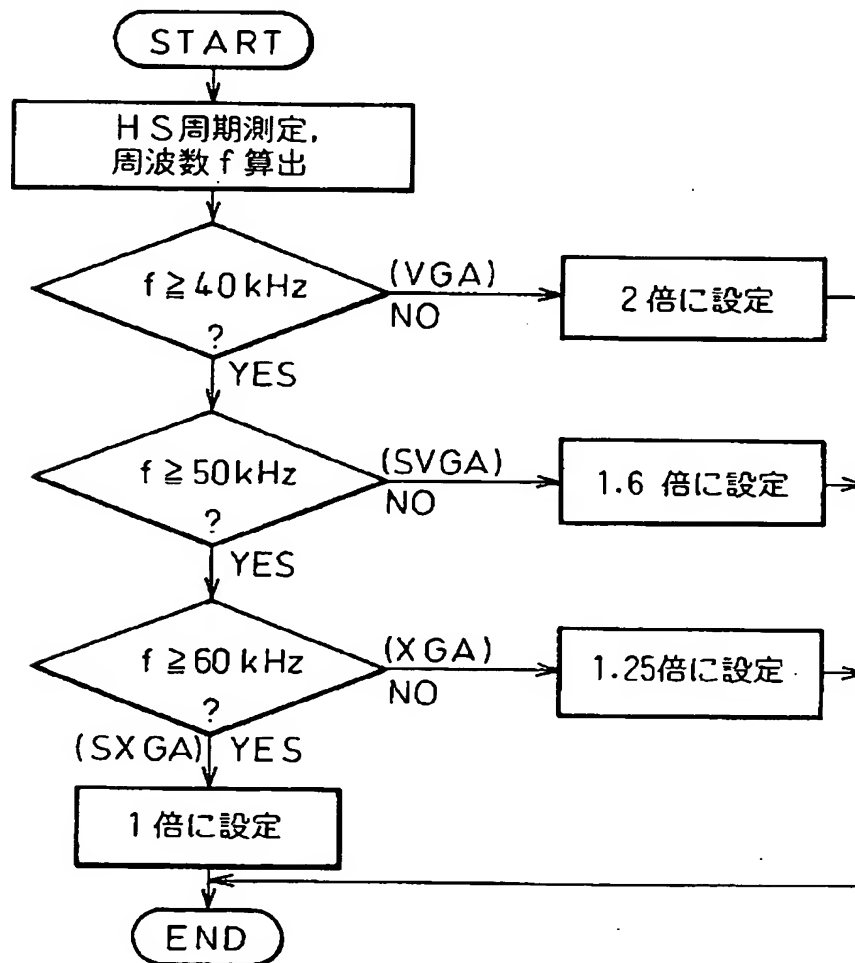 START
HS周期測定,
周波数f算出
f≧40kHz
?
(VGA)
NO
2倍に設定
YES
f≧50kHz
?
(SVGA)
NO
1.6 倍に設定
YES
f≧60kHz
?
(XGA)
NO
1.25倍に設定
(SXGA) YES
1倍に設定
END